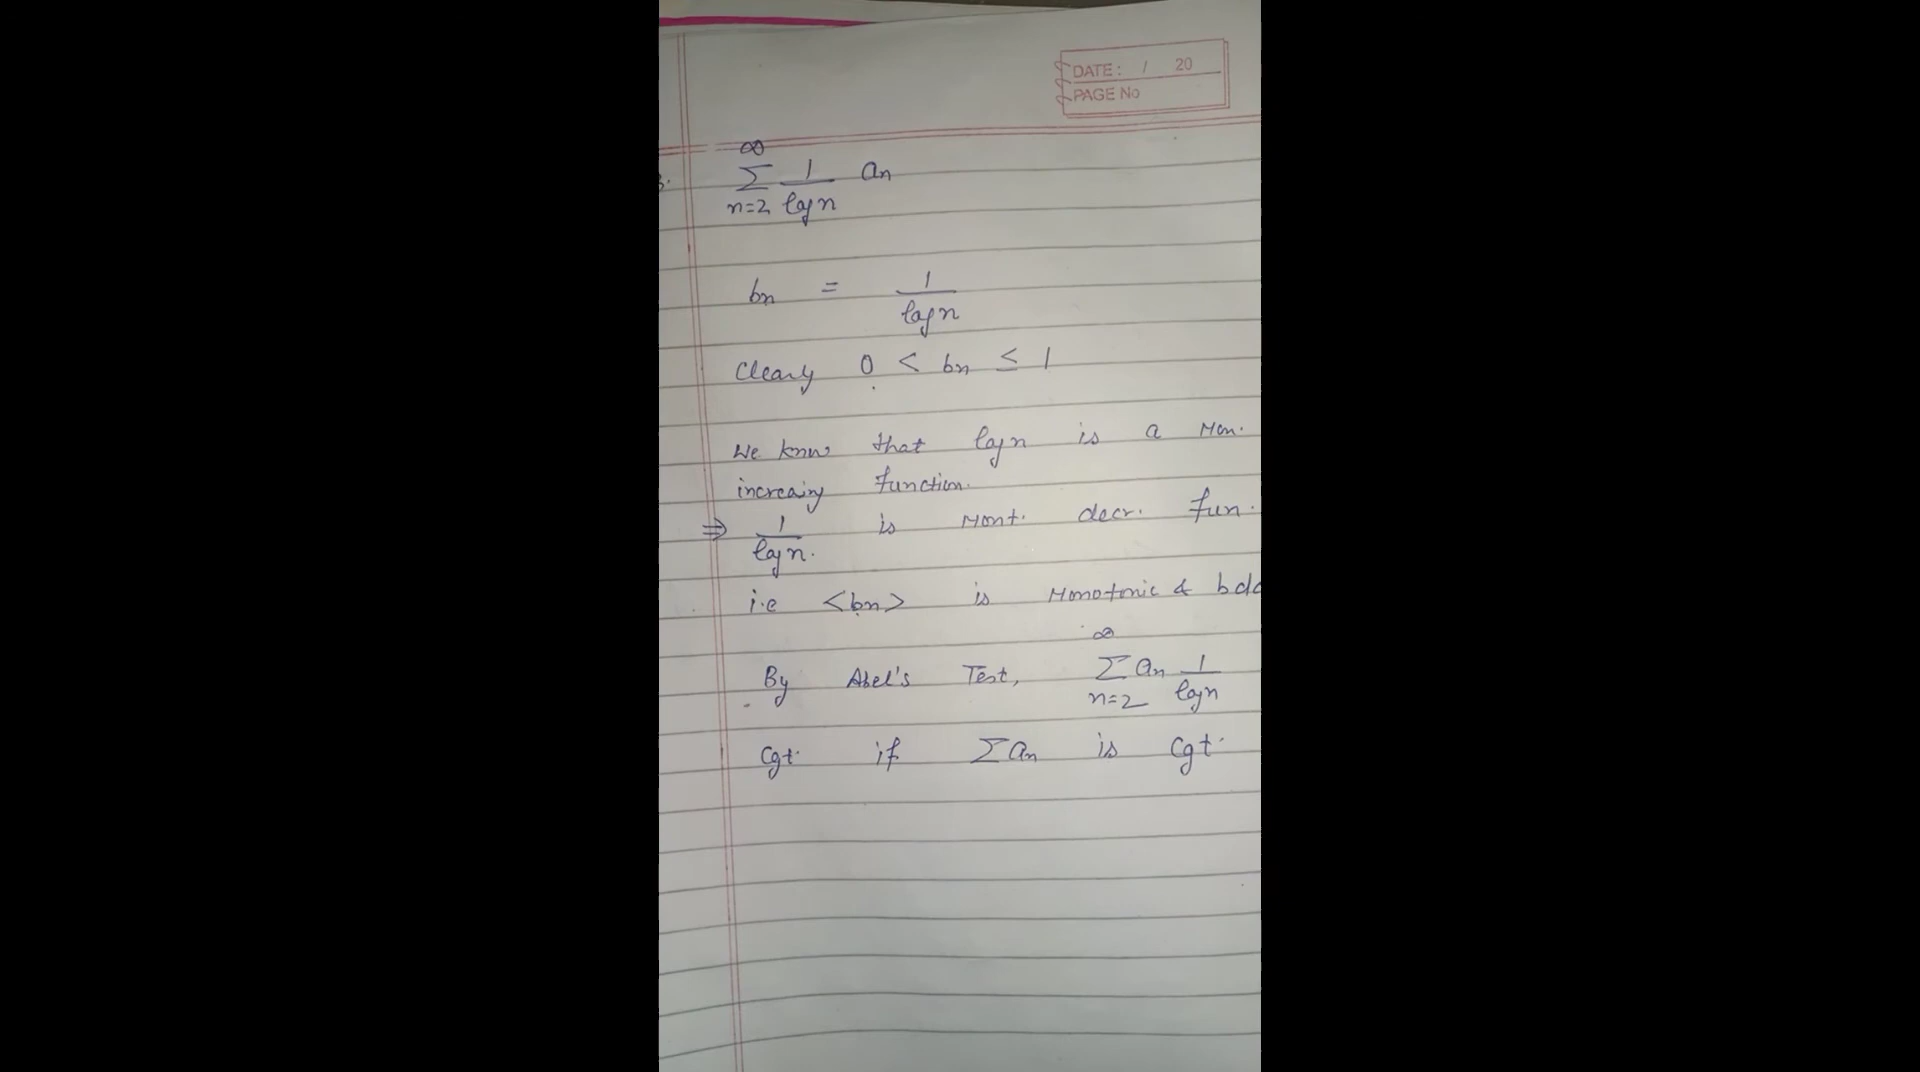 DATE: / 20
PAGE No
∞
Σ 1/log n an
n=2
bn = 1/log n
Clearly 0 < bn ≤ 1
We know that log n is a Mon.
increasing function.
⇒ 1/log n. is Mont. decr. fun.
i.e <bn> is Monotonic & bdd
∞
By Abel's Test, Σ an 1/log n
n=2
Cgt. if Σ an is Cgt.